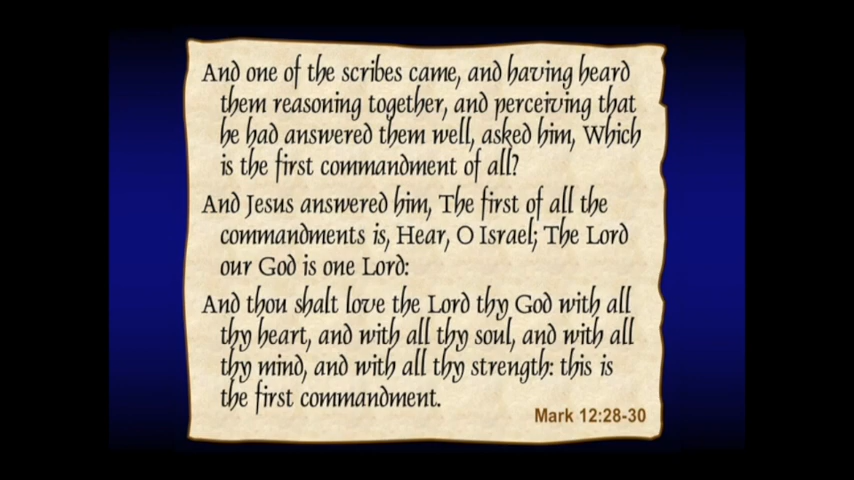 And one of the scribes came, and having heard
them reasoning together, and perceiving that
he had answered them well, asked him, Which
is the first commandment of all?
And Jesus answered him, The first of all the
commandments is, Hear, O Israel; The Lord
our God is one Lord:
And thou shalt love the Lord thy God with all
thy heart, and with all thy soul, and with all
thy mind, and with all thy strength: this is
the first commandment.
Mark 12:28-30